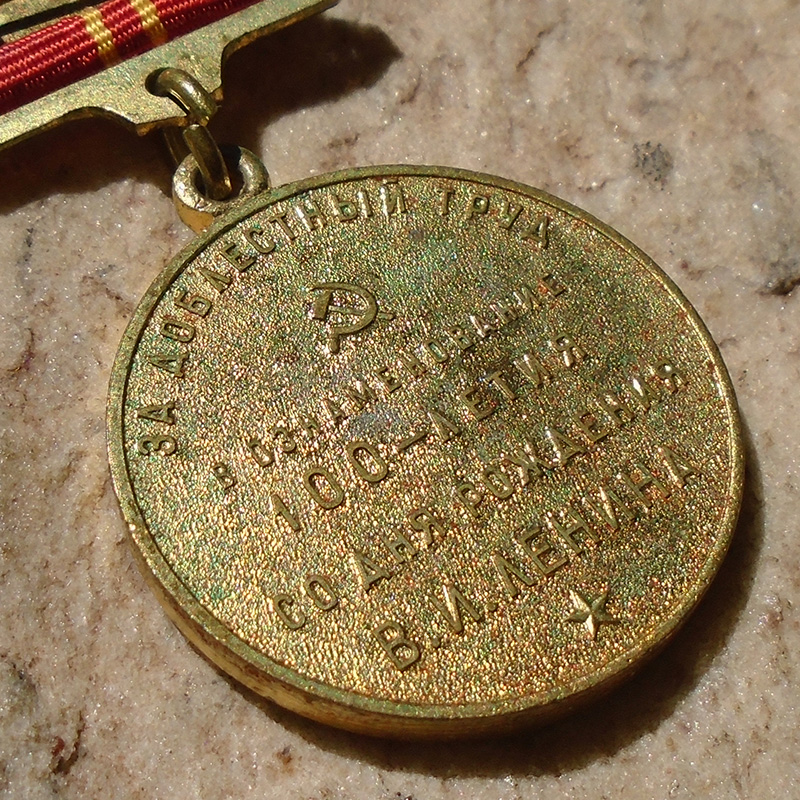 ЗА ДОБЛЕСТНЫЙ ТРУД
В ОЗНАМЕНОВАНИЕ
100-ЛЕТИЯ
СО ДНЯ РОЖДЕНИЯ
В.И.ЛЕНИНА